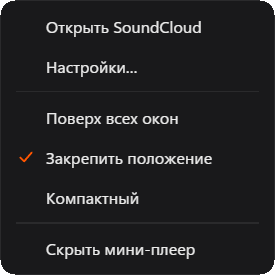 Открыть SoundCloud
Настройки...
Поверх всех окон
Закрепить положение
Компактный
Скрыть мини-плеер